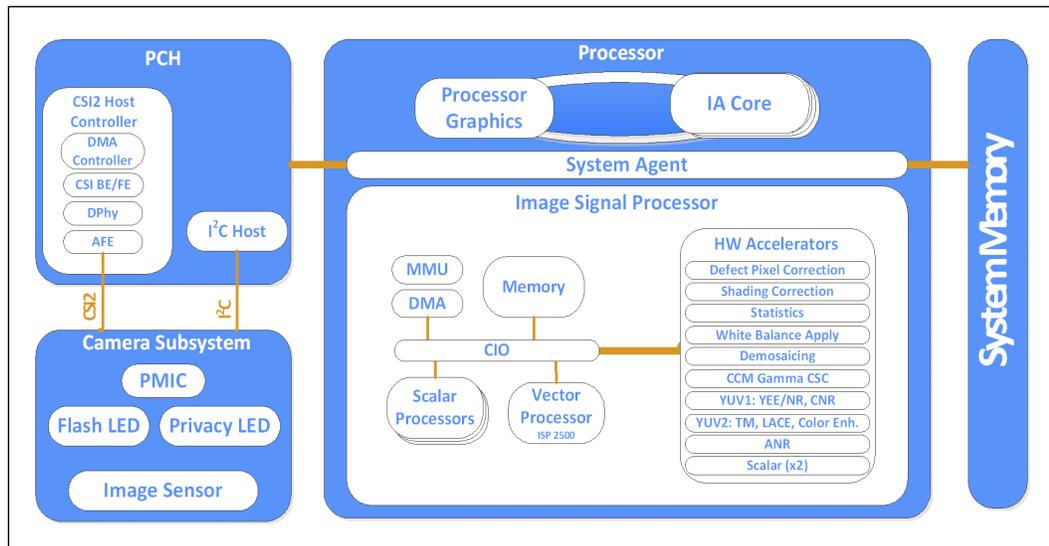 PCH
CSI2 Host
Controller
DMA
Controller
CSI BE/FE
DPhy
AFE
I²C Host
CSI2
I²C
Camera Subsystem
PMIC
Flash LED
Privacy LED
Image Sensor
Processor
Processor
Graphics
IA Core
System Agent
Image Signal Processor
MMU
DMA
Memory
CIO
Scalar
Processors
Vector
Processor
ISP 2500
HW Accelerators
Defect Pixel Correction
Shading Correction
Statistics
White Balance Apply
Demosaicing
CCM Gamma CSC
YUV1: YEE/NR, CNR
YUV2: TM, LACE, Color Enh.
ANR
Scalar (x2)
System Memory